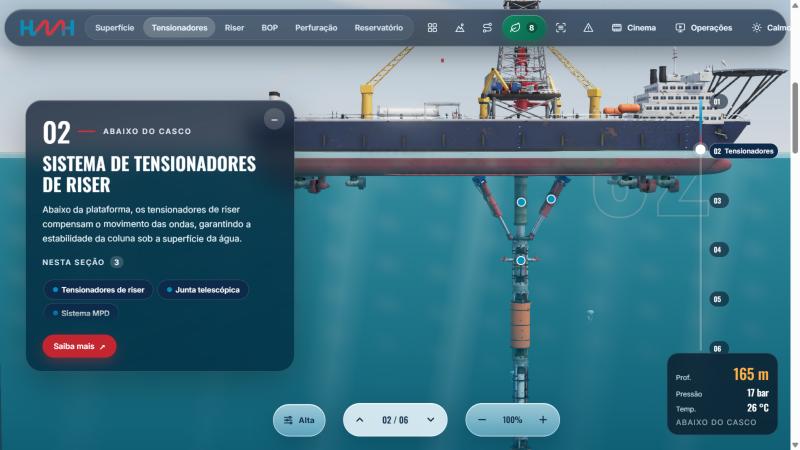 HMH
Superfície Tensionadores Riser BOP Perfuração Reservatório 8 Cinema Operações Calmo
01
02 ABAIXO DO CASCO
02 Tensionadores
SISTEMA DE TENSIONADORES
DE RISER
Abaixo da plataforma, os tensionadores de riser
compensam o movimento das ondas, garantindo a
estabilidade da coluna sob a superfície da água.
NESTA SEÇÃO 3
Tensionadores de riser Junta telescópica
Sistema MPD
Saiba mais ↗
02
03
04
05
06
Prof. 165 m
Pressão 17 bar
Temp. 26 °C
ABAIXO DO CASCO
Alta 02 / 06 100%